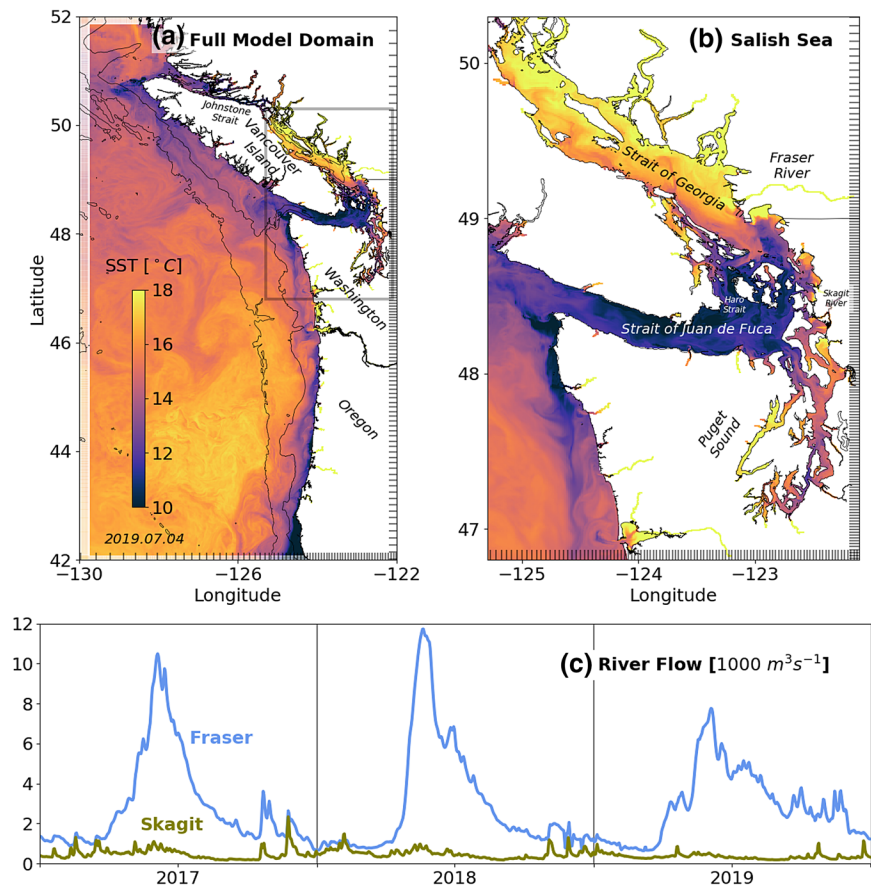 (a) Full Model Domain
52
50
48
46
44
42
Latitude
Johnstone
Strait
Vancouver
Island
Washington
Oregon
SST [°C]
18
16
14
12
10
2019.07.04
−130
−126
−122
Longitude
(b) Salish Sea
50
49
48
47
Strait of Georgia
Fraser
River
Haro
Strait
Skagit
River
Strait of Juan de Fuca
Puget
Sound
−125
−124
−123
Longitude
(c) River Flow [1000 m³s⁻¹]
12
10
8
6
4
2
0
Fraser
Skagit
2017
2018
2019